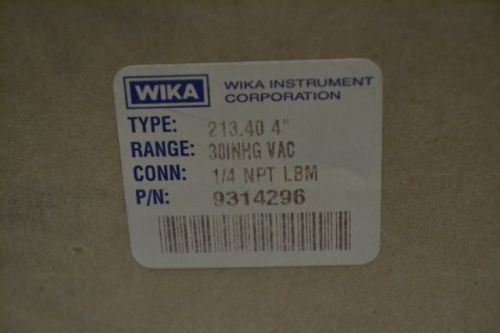 WIKA
WIKA INSTRUMENT
CORPORATION
TYPE: 213.40 4"
RANGE: 30INHG VAC
CONN: 1/4 NPT LBM
P/N: 9314296